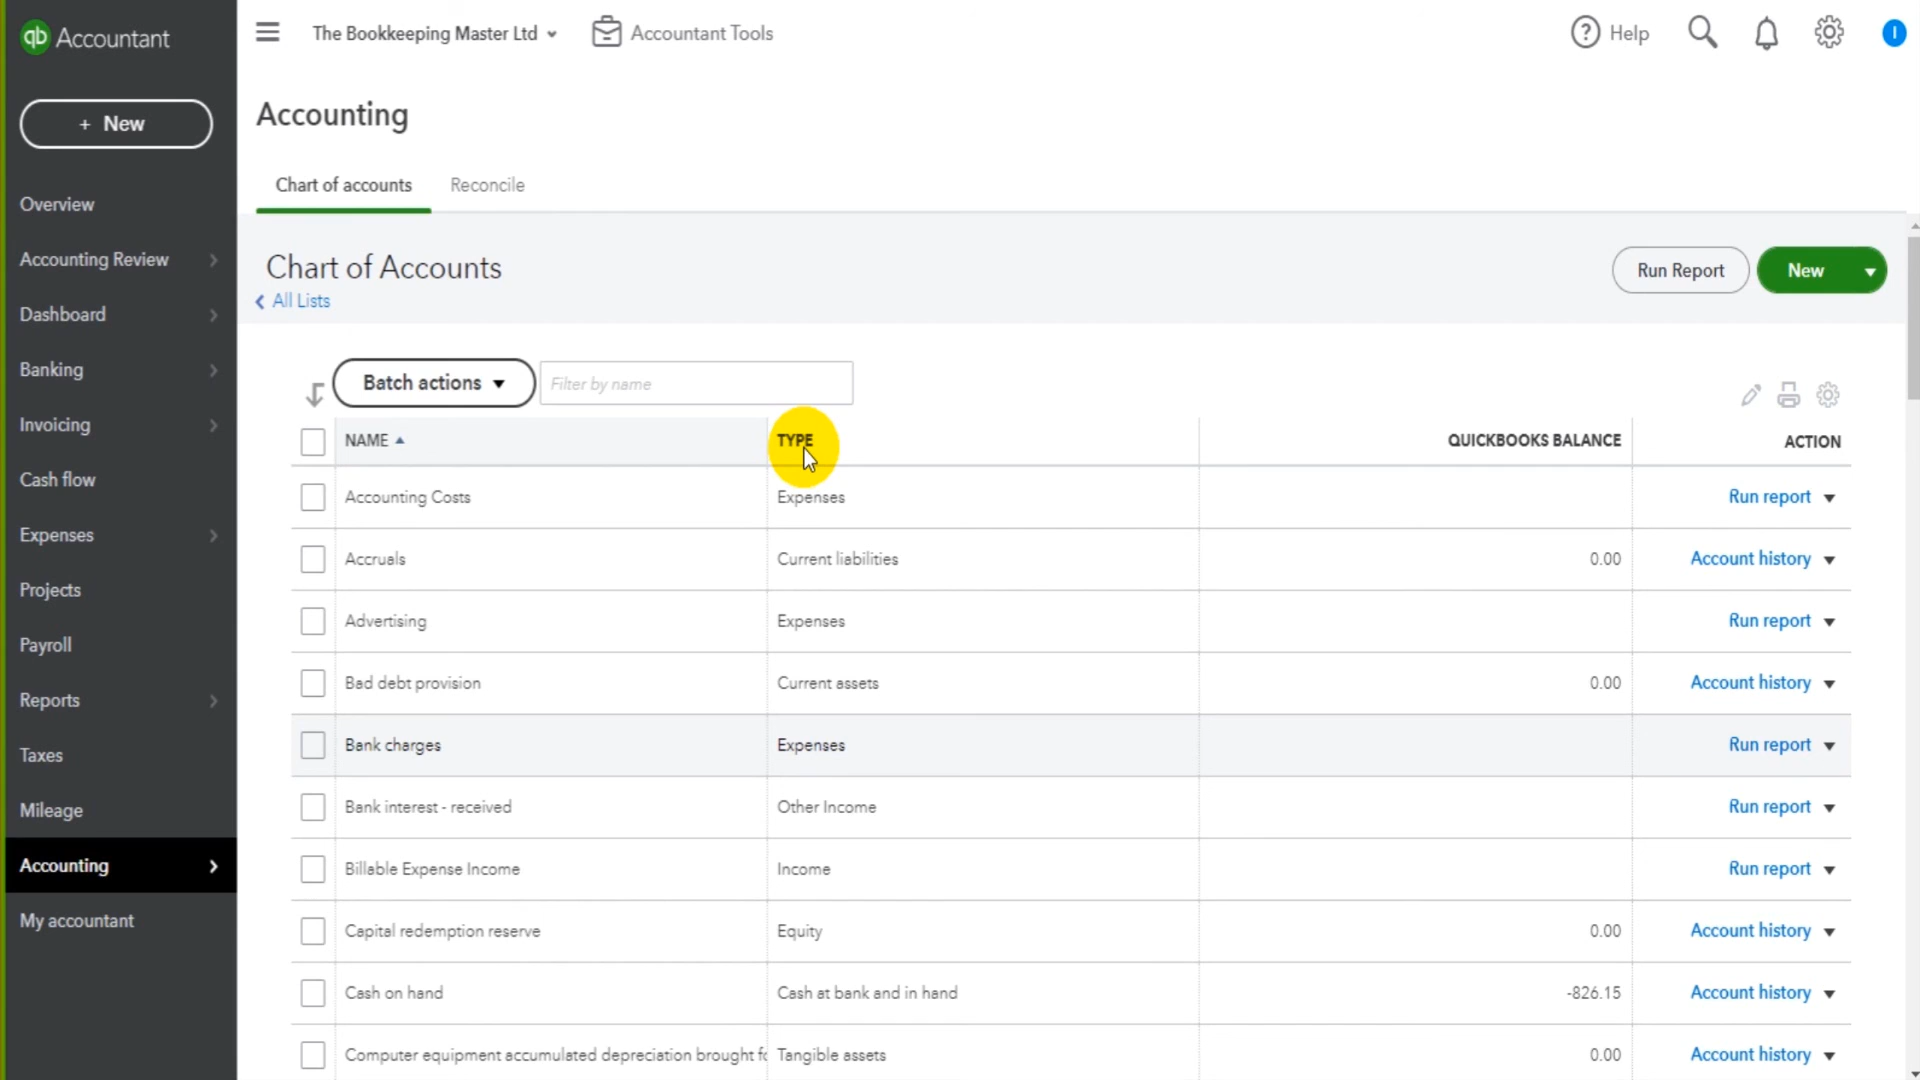 qb Accountant
The Bookkeeping Master Ltd
Accountant Tools
? Help
I
+ New
Overview
Accounting Review
Dashboard
Banking
Invoicing
Cash flow
Expenses
Projects
Payroll
Reports
Taxes
Mileage
Accounting
My accountant
Accounting
Chart of accounts Reconcile
Chart of Accounts
All Lists
Run Report New
Batch actions Filter by name
NAME TYPE QUICKBOOKS BALANCE ACTION
Accounting Costs Expenses Run report
Accruals Current liabilities 0.00 Account history
Advertising Expenses Run report
Bad debt provision Current assets 0.00 Account history
Bank charges Expenses Run report
Bank interest - received Other Income Run report
Billable Expense Income Income Run report
Capital redemption reserve Equity 0.00 Account history
Cash on hand Cash at bank and in hand -826.15 Account history
Computer equipment accumulated depreciation brought fo Tangible assets 0.00 Account history